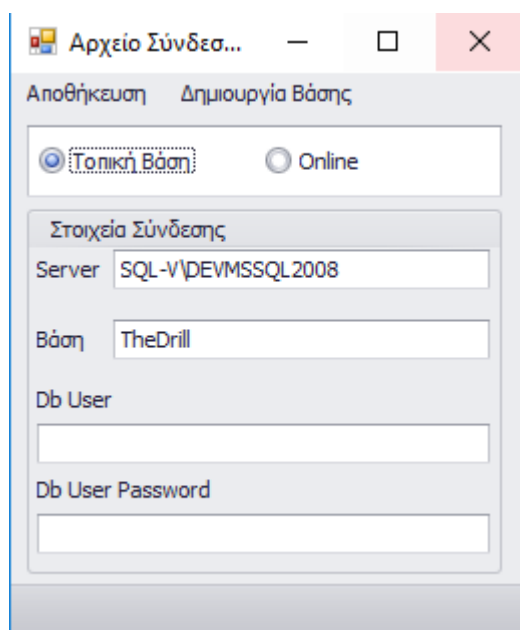 Αρχείο Σύνδεσ...
Αποθήκευση Δημιουργία Βάσης
Τοπική Βάση Online
Στοιχεία Σύνδεσης
Server SQL-V\DEVMSSQL2008
Βάση TheDrill
Db User
Db User Password